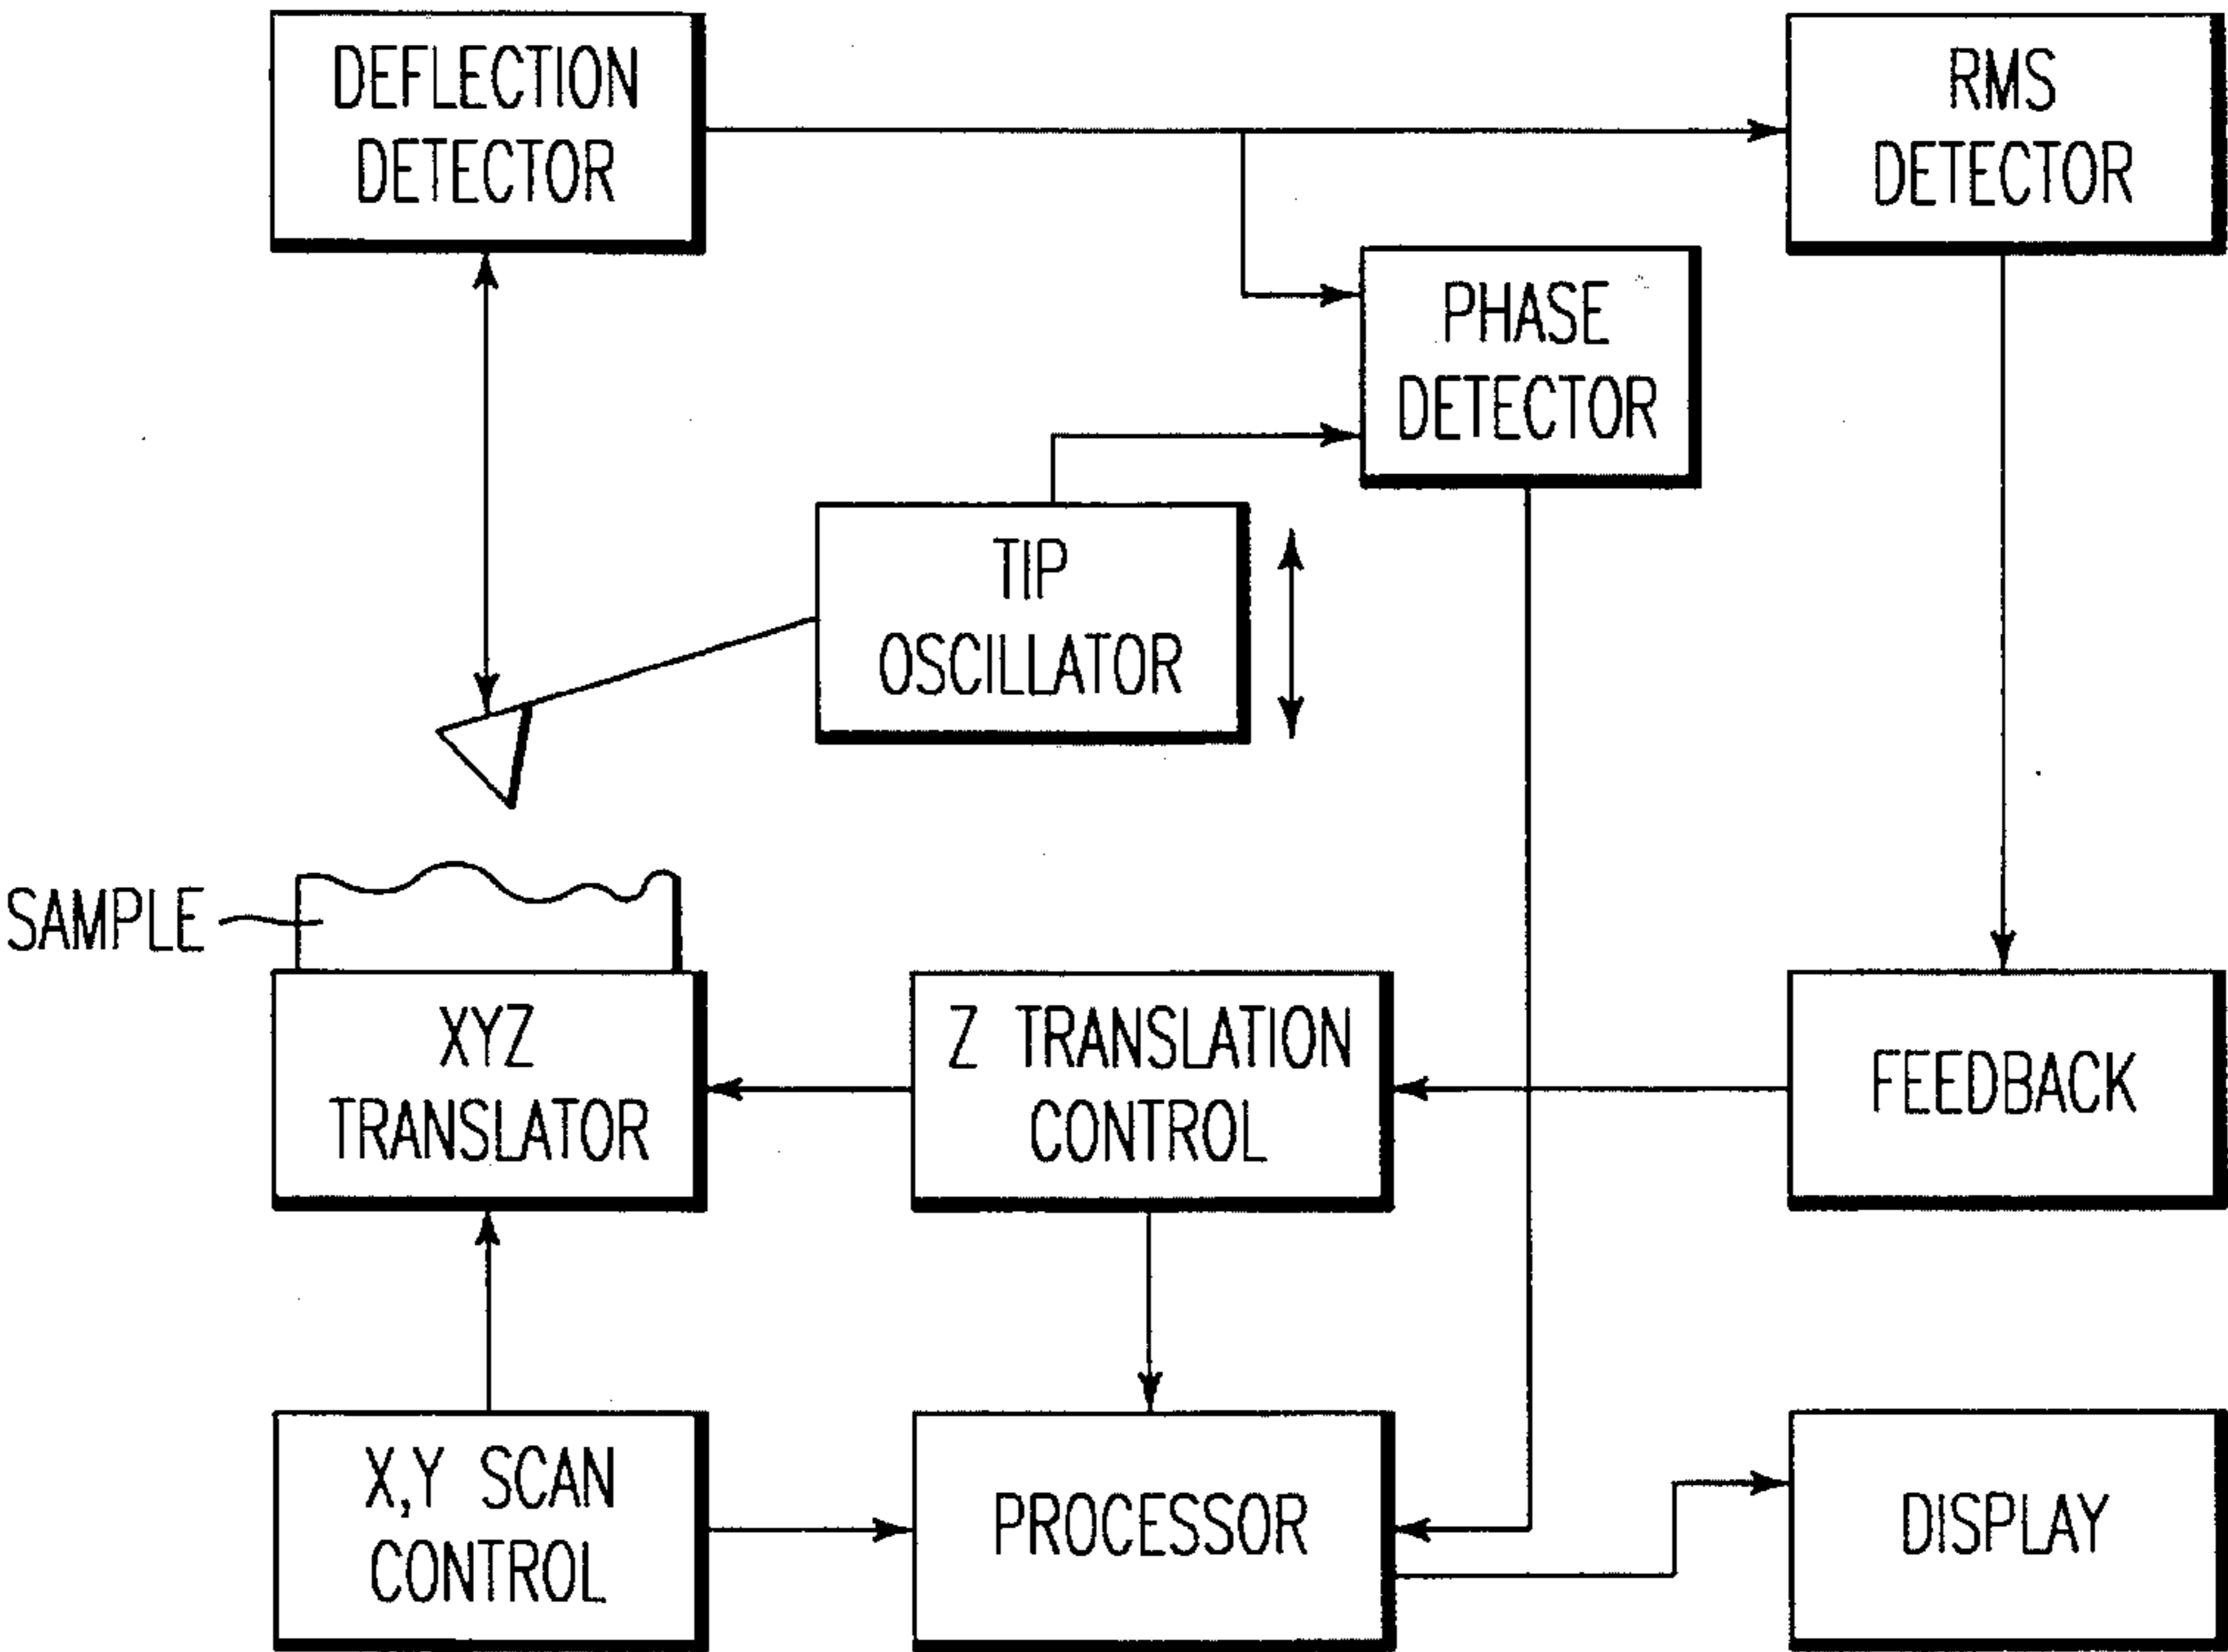 DEFLECTION
DETECTOR
RMS
DETECTOR
PHASE
DETECTOR
TIP
OSCILLATOR
SAMPLE
XYZ
TRANSLATOR
Z TRANSLATION
CONTROL
FEEDBACK
X,Y SCAN
CONTROL
PROCESSOR
DISPLAY